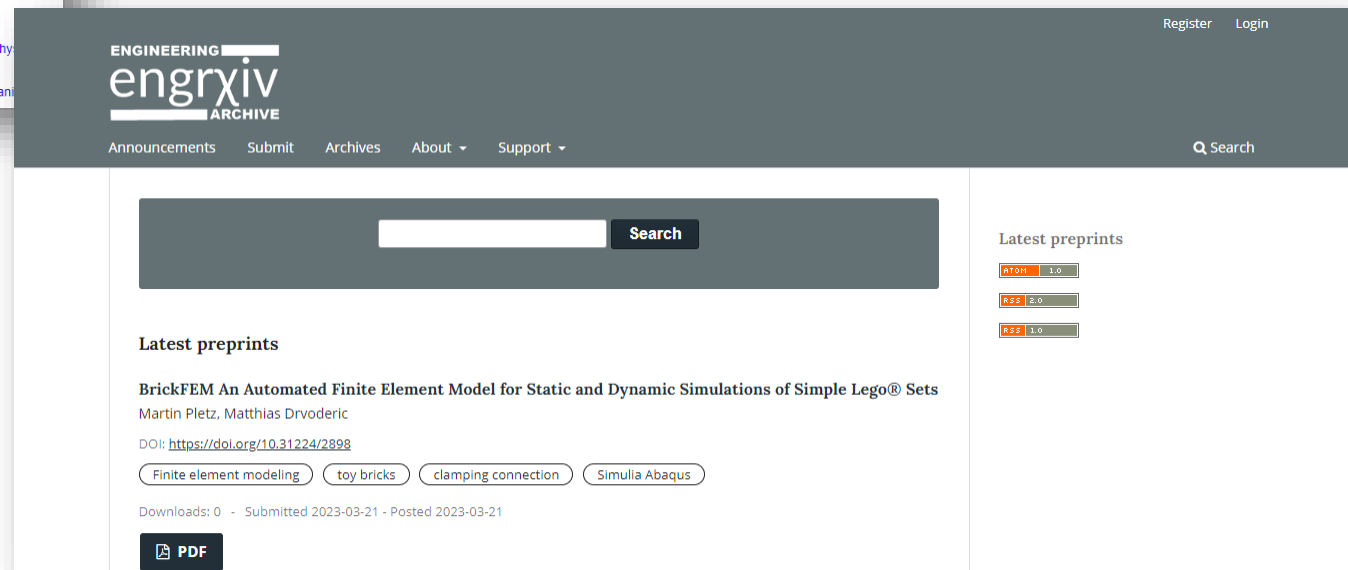 Register Login
hy
ani
ENGINEERING
engrχiv
ARCHIVE
Announcements Submit Archives About Support Search
Search
Latest preprints
ATOM 1.0
RSS 2.0
RSS 1.0
Latest preprints
BrickFEM An Automated Finite Element Model for Static and Dynamic Simulations of Simple Lego® Sets
Martin Pletz, Matthias Drvoderic
DOI: https://doi.org/10.31224/2898
Finite element modeling toy bricks clamping connection Simulia Abaqus
Downloads: 0 - Submitted 2023-03-21 - Posted 2023-03-21
PDF